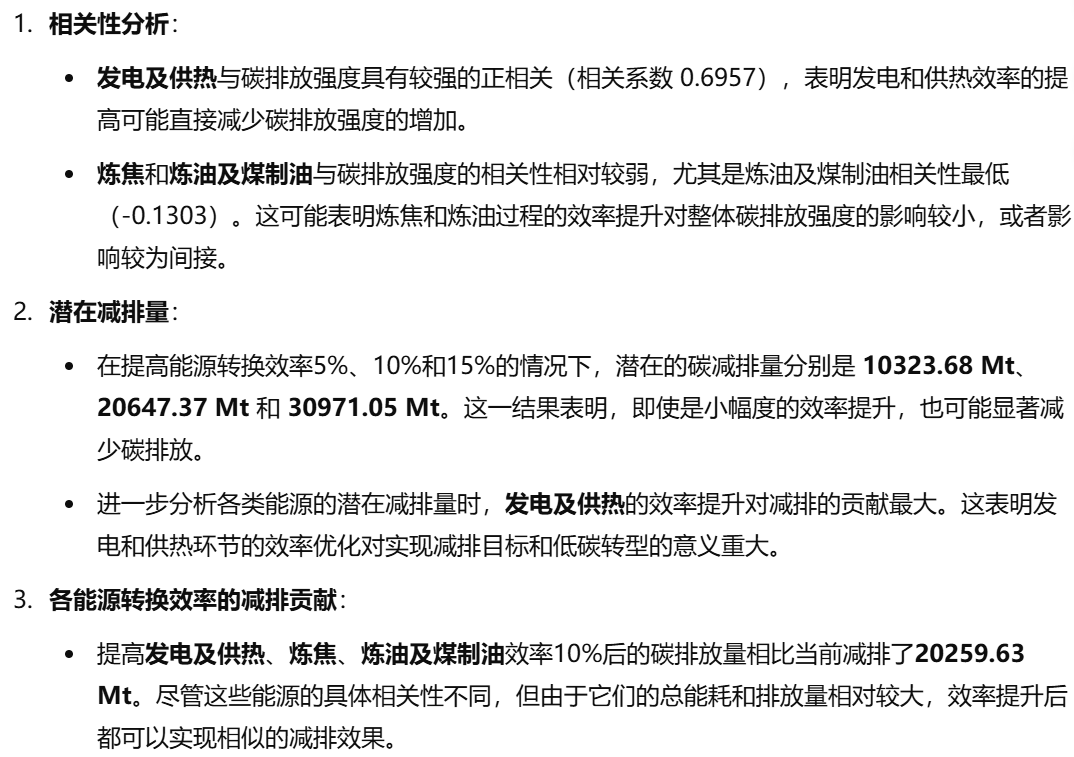 1. 相关性分析:
• 发电及供热与碳排放强度具有较强的正相关（相关系数 0.6957），表明发电和供热效率的提
高可能直接减少碳排放强度的增加。
• 炼焦和炼油及煤制油与碳排放强度的相关性相对较弱，尤其是炼油及煤制油相关性最低
（-0.1303）。这可能表明炼焦和炼油过程的效率提升对整体碳排放强度的影响较小，或者影
响较为间接。
2. 潜在减排量:
• 在提高能源转换效率5%、10%和15%的情况下，潜在的碳减排量分别是 10323.68 Mt、
20647.37 Mt 和 30971.05 Mt。这一结果表明，即使是小幅度的效率提升，也可能显著减
少碳排放。
• 进一步分析各类能源的潜在减排量时，发电及供热的效率提升对减排的贡献最大。这表明发
电和供热环节的效率优化对实现减排目标和低碳转型的意义重大。
3. 各能源转换效率的减排贡献:
• 提高发电及供热、炼焦、炼油及煤制油效率10%后的碳排放量相比当前减排了20259.63
Mt。尽管这些能源的具体相关性不同，但由于它们的总能耗和排放量相对较大，效率提升后
都可以实现相似的减排效果。